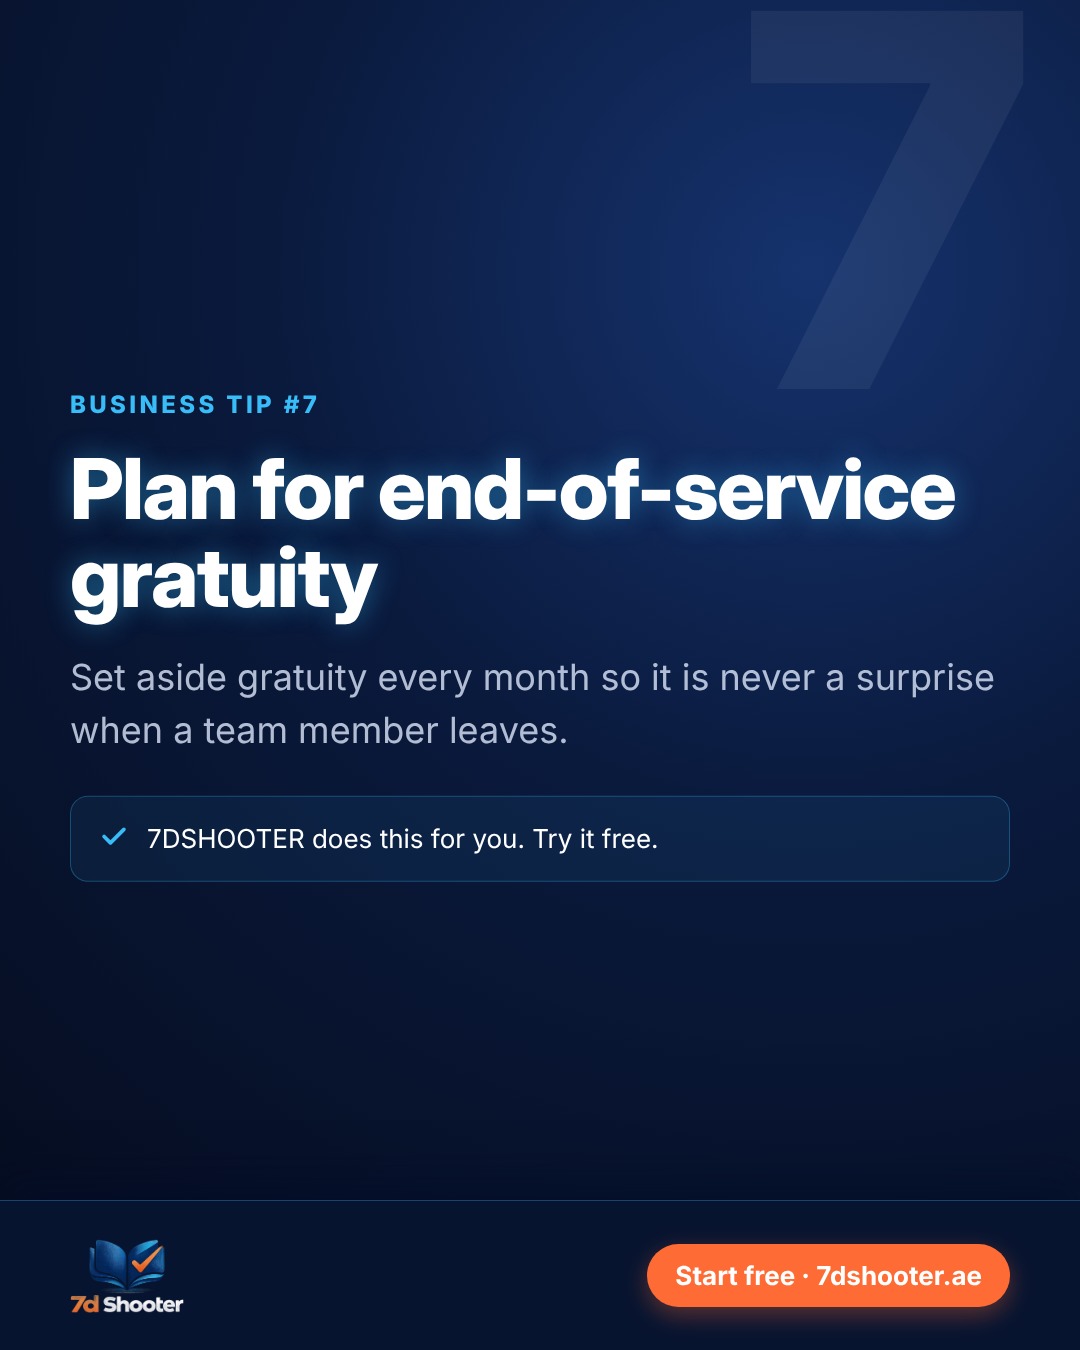 7
BUSINESS TIP #7
Plan for end-of-service
gratuity
Set aside gratuity every month so it is never a surprise
when a team member leaves.
7DSHOOTER does this for you. Try it free.
7d Shooter
Start free · 7dshooter.ae